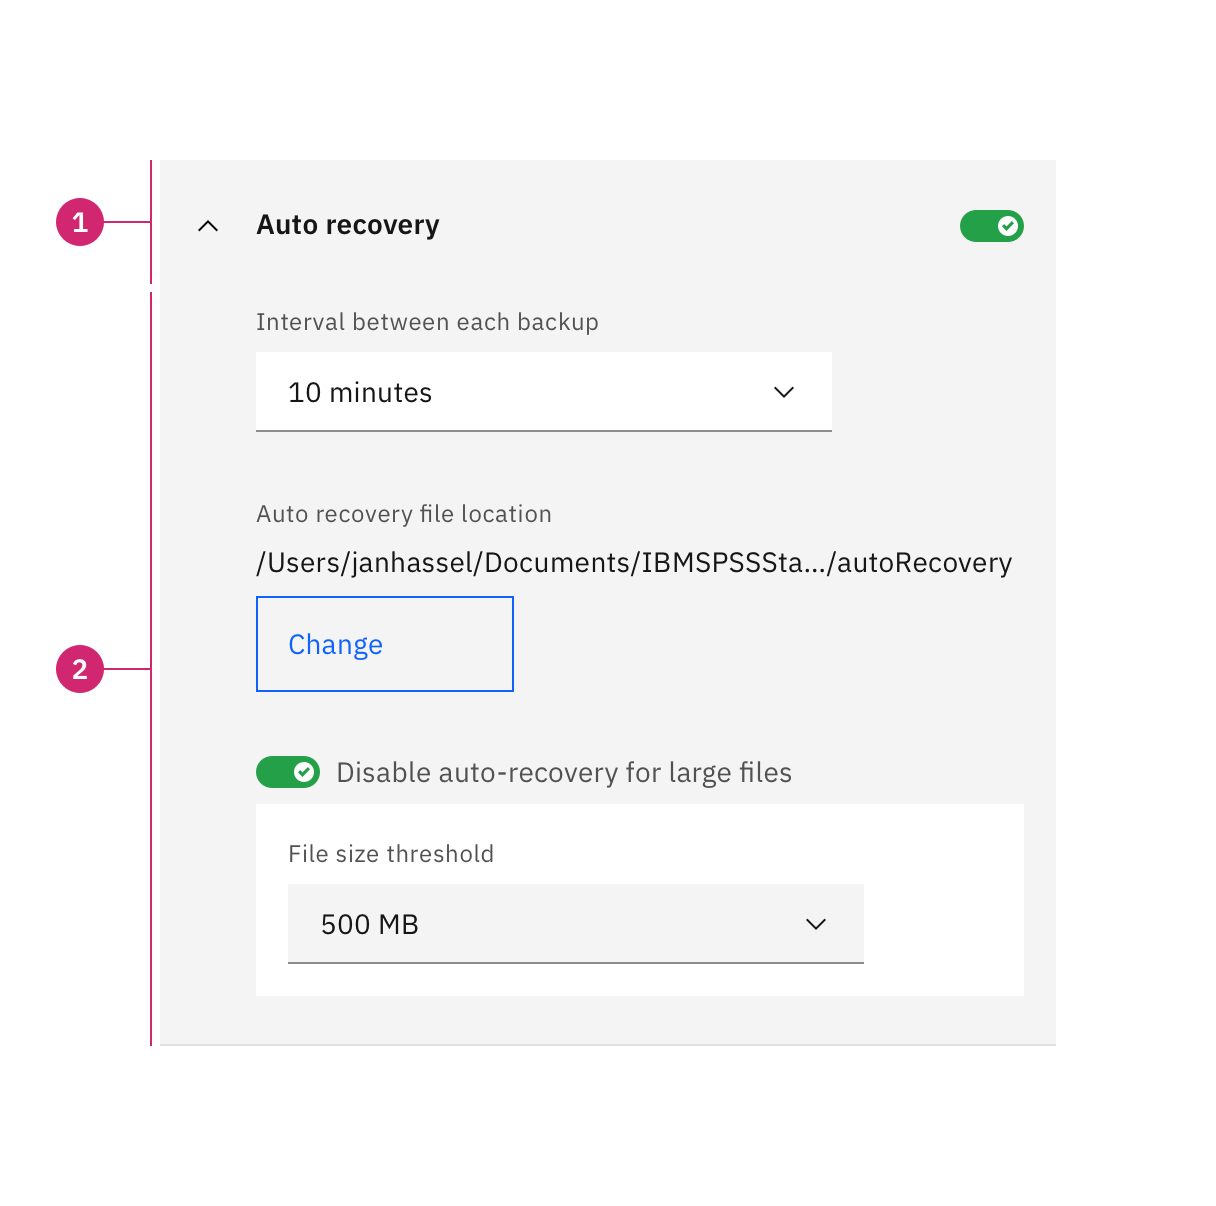 1
Auto recovery
Interval between each backup
10 minutes
Auto recovery file location
/Users/janhassel/Documents/IBMSPSSSta.../autoRecovery
Change
2
Disable auto-recovery for large files
File size threshold
500 MB